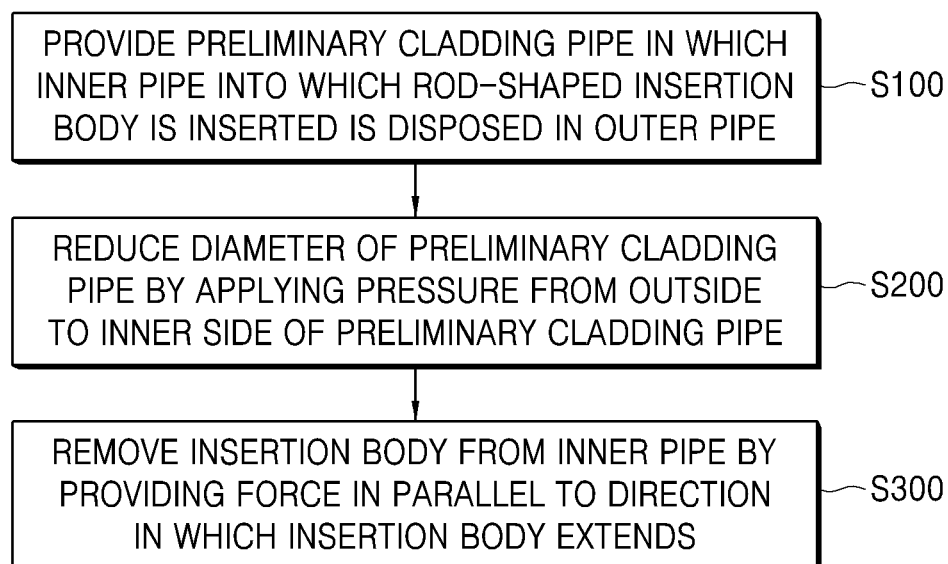 PROVIDE PRELIMINARY CLADDING PIPE IN WHICH
INNER PIPE INTO WHICH ROD-SHAPED INSERTION
BODY IS INSERTED IS DISPOSED IN OUTER PIPE
S100
REDUCE DIAMETER OF PRELIMINARY CLADDING
PIPE BY APPLYING PRESSURE FROM OUTSIDE
TO INNER SIDE OF PRELIMINARY CLADDING PIPE
S200
REMOVE INSERTION BODY FROM INNER PIPE BY
PROVIDING FORCE IN PARALLEL TO DIRECTION
IN WHICH INSERTION BODY EXTENDS
S300